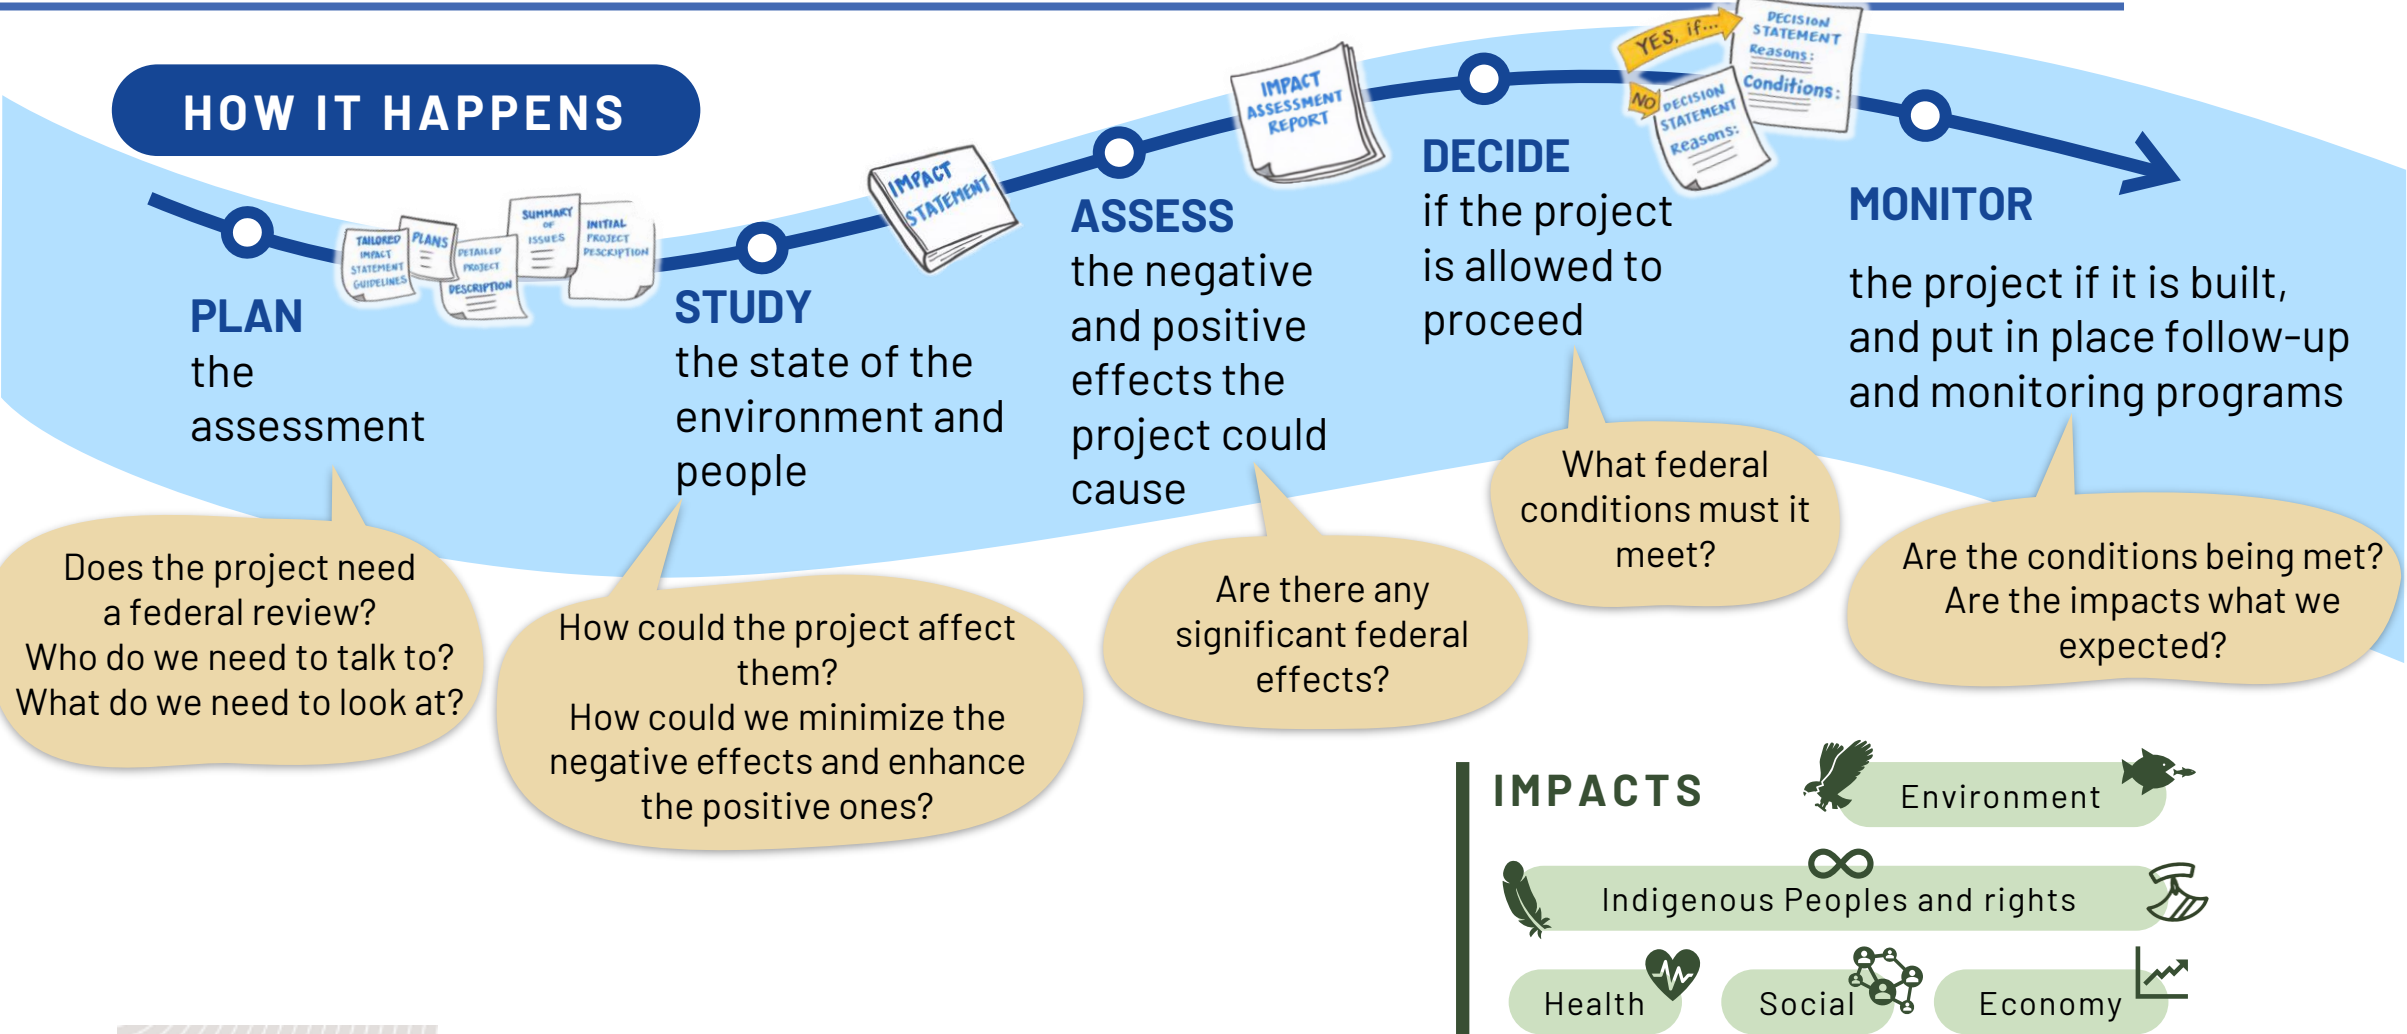 HOW IT HAPPENS
PLAN
the
assessment
TAILORED
IMPACT
STATEMENT
GUIDELINES
PLANS
DETAILED
PROJECT
DESCRIPTION
SUMMARY
OF
ISSUES
INITIAL
PROJECT
DESCRIPTION
Does the project need
a federal review?
Who do we need to talk to?
What do we need to look at?
STUDY
the state of the
environment and
people
IMPACT
STATEMENT
How could the project affect
them?
How could we minimize the
negative effects and enhance
the positive ones?
ASSESS
the negative
and positive
effects the
project could
cause
IMPACT
ASSESSMENT
REPORT
Are there any
significant federal
effects?
DECIDE
if the project
is allowed to
proceed
YES, if...
DECISION
STATEMENT
Reasons:
Conditions:
NO
DECISION
STATEMENT
Reasons:
What federal
conditions must it
meet?
MONITOR
the project if it is built,
and put in place follow-up
and monitoring programs
Are the conditions being met?
Are the impacts what we
expected?
IMPACTS
Environment
Indigenous Peoples and rights
Health
Social
Economy